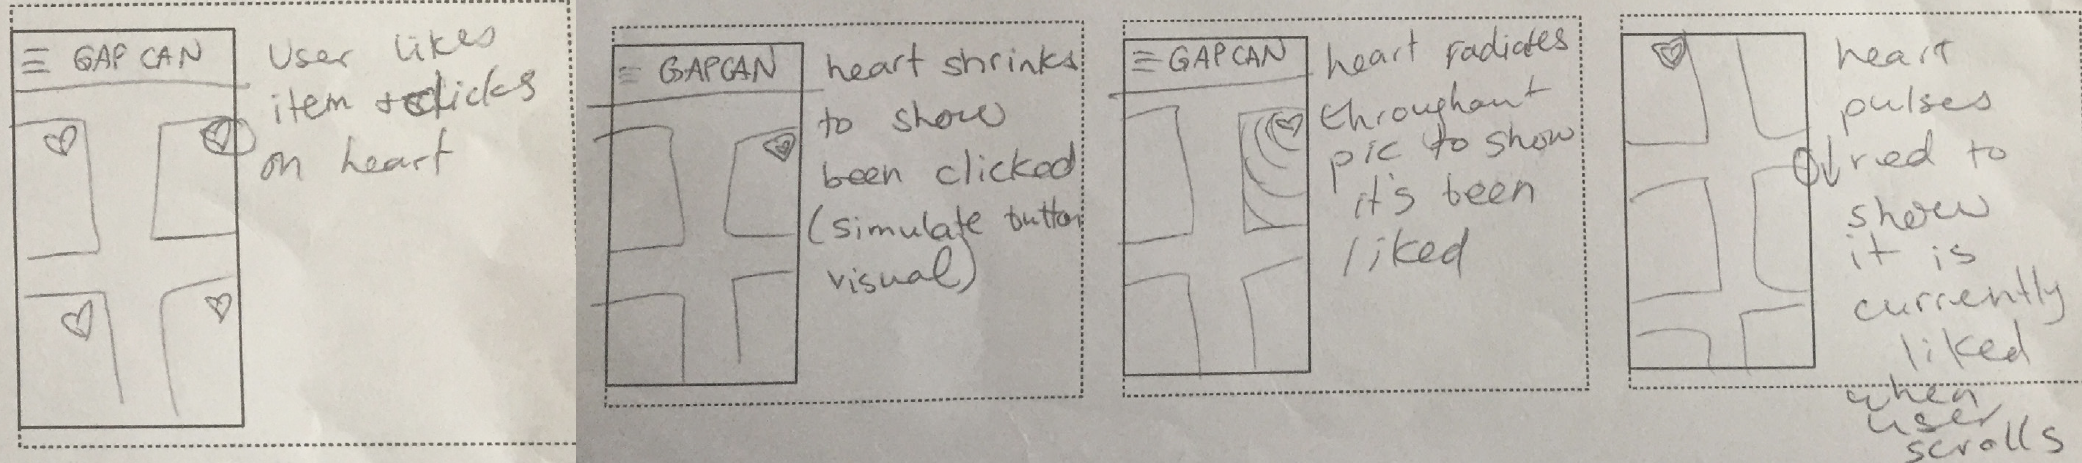 GAP CAN
User likes
item + clicks
on heart
GAPCAN
heart shrinks
to show
been clicked
(simulate button
visual)
GAPCAN
heart radiates
throughout
pic to show
it's been
liked
heart
pulses
red to
show
it is
currently
liked
when
user
scrolls